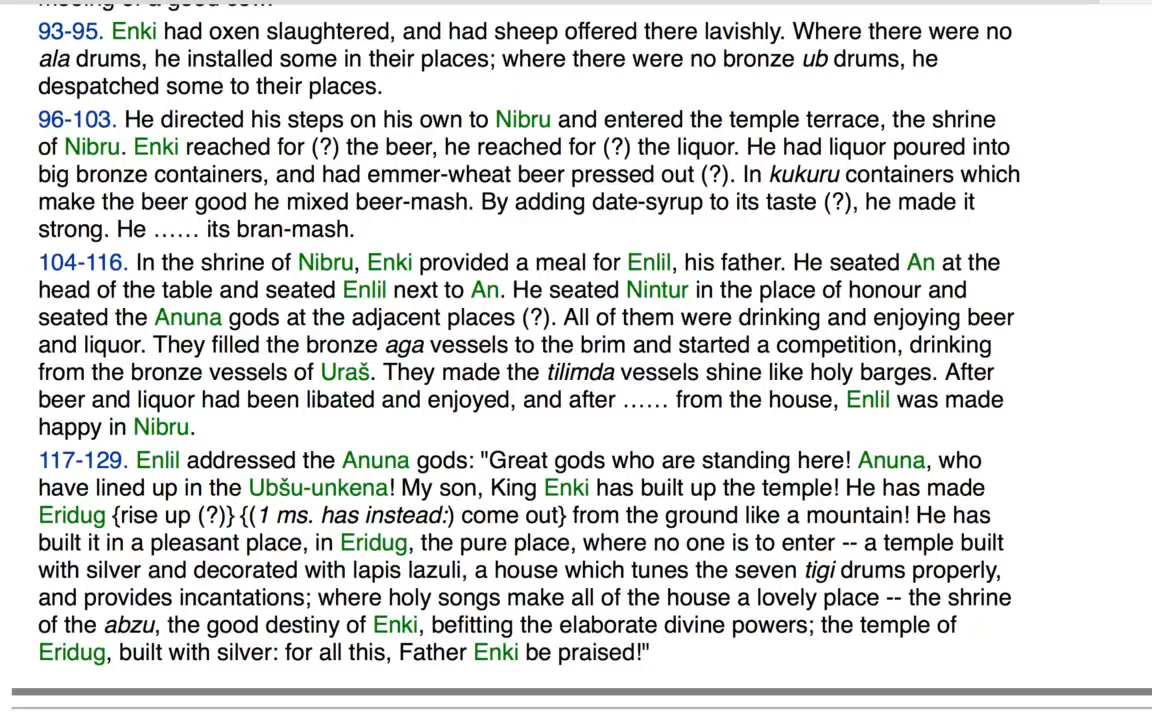 93-95. Enki had oxen slaughtered, and had sheep offered there lavishly. Where there were no
ala drums, he installed some in their places; where there were no bronze ub drums, he
despatched some to their places.
96-103. He directed his steps on his own to Nibru and entered the temple terrace, the shrine
of Nibru. Enki reached for (?) the beer, he reached for (?) the liquor. He had liquor poured into
big bronze containers, and had emmer-wheat beer pressed out (?). In kukuru containers which
make the beer good he mixed beer-mash. By adding date-syrup to its taste (?), he made it
strong. He ...... its bran-mash.
104-116. In the shrine of Nibru, Enki provided a meal for Enlil, his father. He seated An at the
head of the table and seated Enlil next to An. He seated Nintur in the place of honour and
seated the Anuna gods at the adjacent places (?). All of them were drinking and enjoying beer
and liquor. They filled the bronze aga vessels to the brim and started a competition, drinking
from the bronze vessels of Uraš. They made the tilimda vessels shine like holy barges. After
beer and liquor had been libated and enjoyed, and after ...... from the house, Enlil was made
happy in Nibru.
117-129. Enlil addressed the Anuna gods: "Great gods who are standing here! Anuna, who
have lined up in the Ubšu-unkena! My son, King Enki has built up the temple! He has made
Eridug {rise up (?)} {(1 ms. has instead:) come out} from the ground like a mountain! He has
built it in a pleasant place, in Eridug, the pure place, where no one is to enter -- a temple built
with silver and decorated with lapis lazuli, a house which tunes the seven tigi drums properly,
and provides incantations; where holy songs make all of the house a lovely place -- the shrine
of the abzu, the good destiny of Enki, befitting the elaborate divine powers; the temple of
Eridug, built with silver: for all this, Father Enki be praised!"